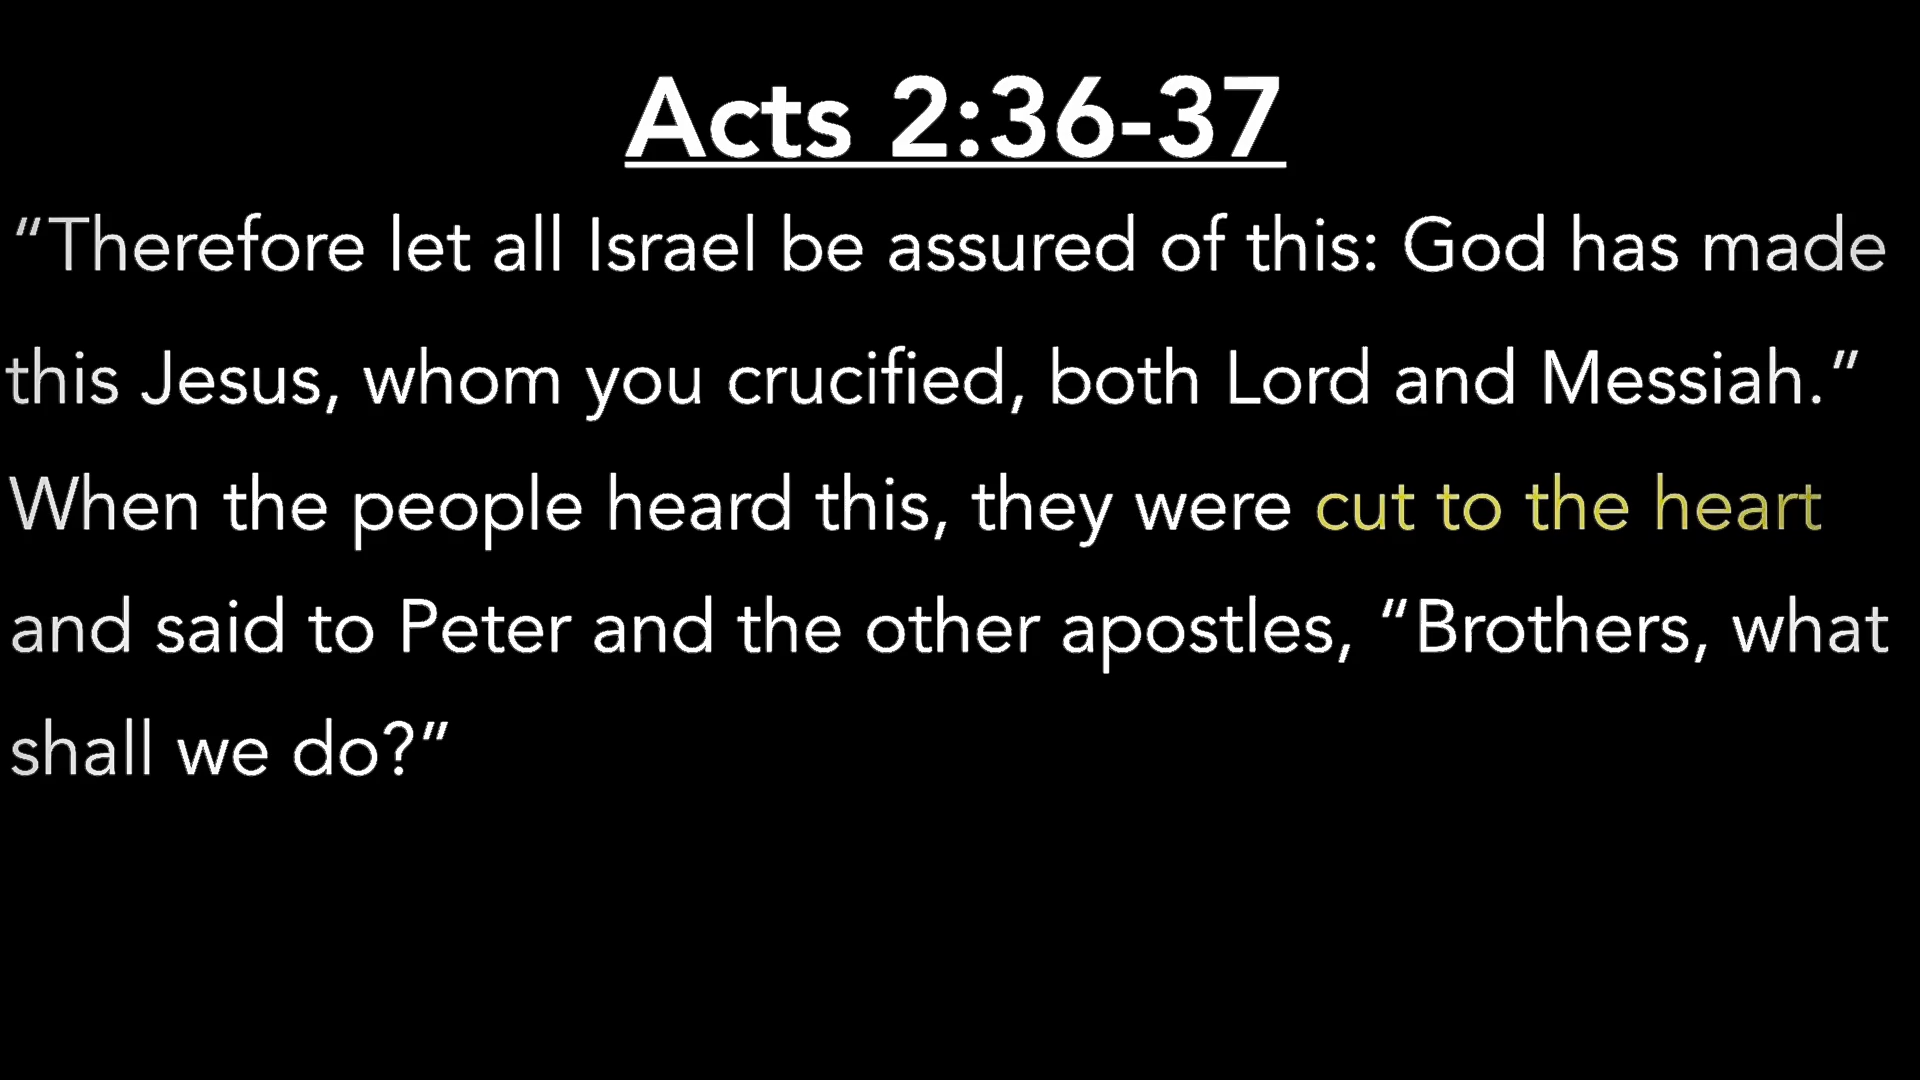 Acts 2:36-37
“Therefore let all Israel be assured of this: God has made
this Jesus, whom you crucified, both Lord and Messiah.”
When the people heard this, they were cut to the heart
and said to Peter and the other apostles, “Brothers, what
shall we do?”